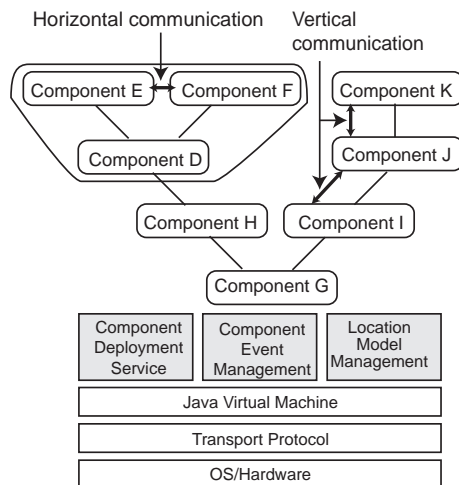 Horizontal communication
Vertical
communication
Component E
Component F
Component K
Component D
Component J
Component H
Component I
Component G
Component
Deployment
Service
Component
Event
Management
Location
Model
Management
Java Virtual Machine
Transport Protocol
OS/Hardware